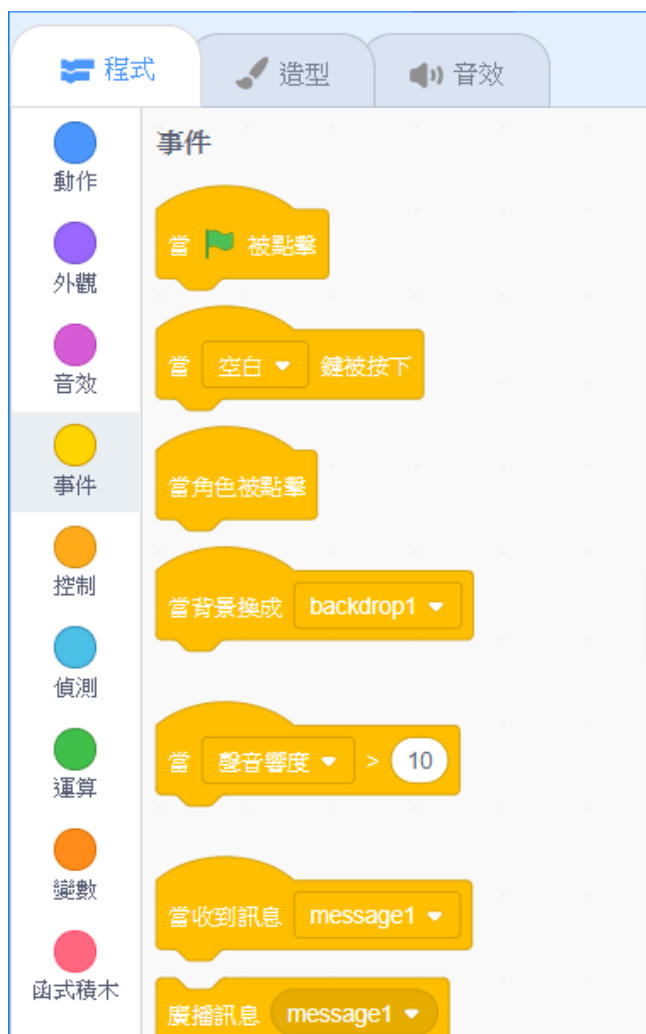 程式
造型
音效
動作
外觀
音效
事件
控制
偵測
運算
變數
函式積木
事件
當 被點擊
當 空白 鍵被按下
當角色被點擊
當背景換成 backdrop1
當 聲音響度 > 10
當收到訊息 message1
廣播訊息 message1